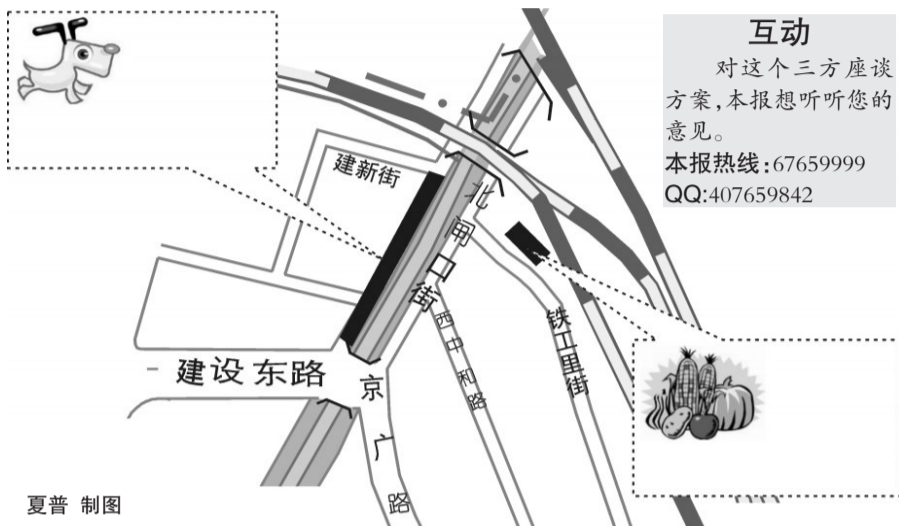 互动
对这个三方座谈
方案,本报想听听您的
意见。
本报热线:67659999
QQ:407659842
建新街
北闸口街
西中和路
铁工里街
建设东路
京广路
夏普 制图